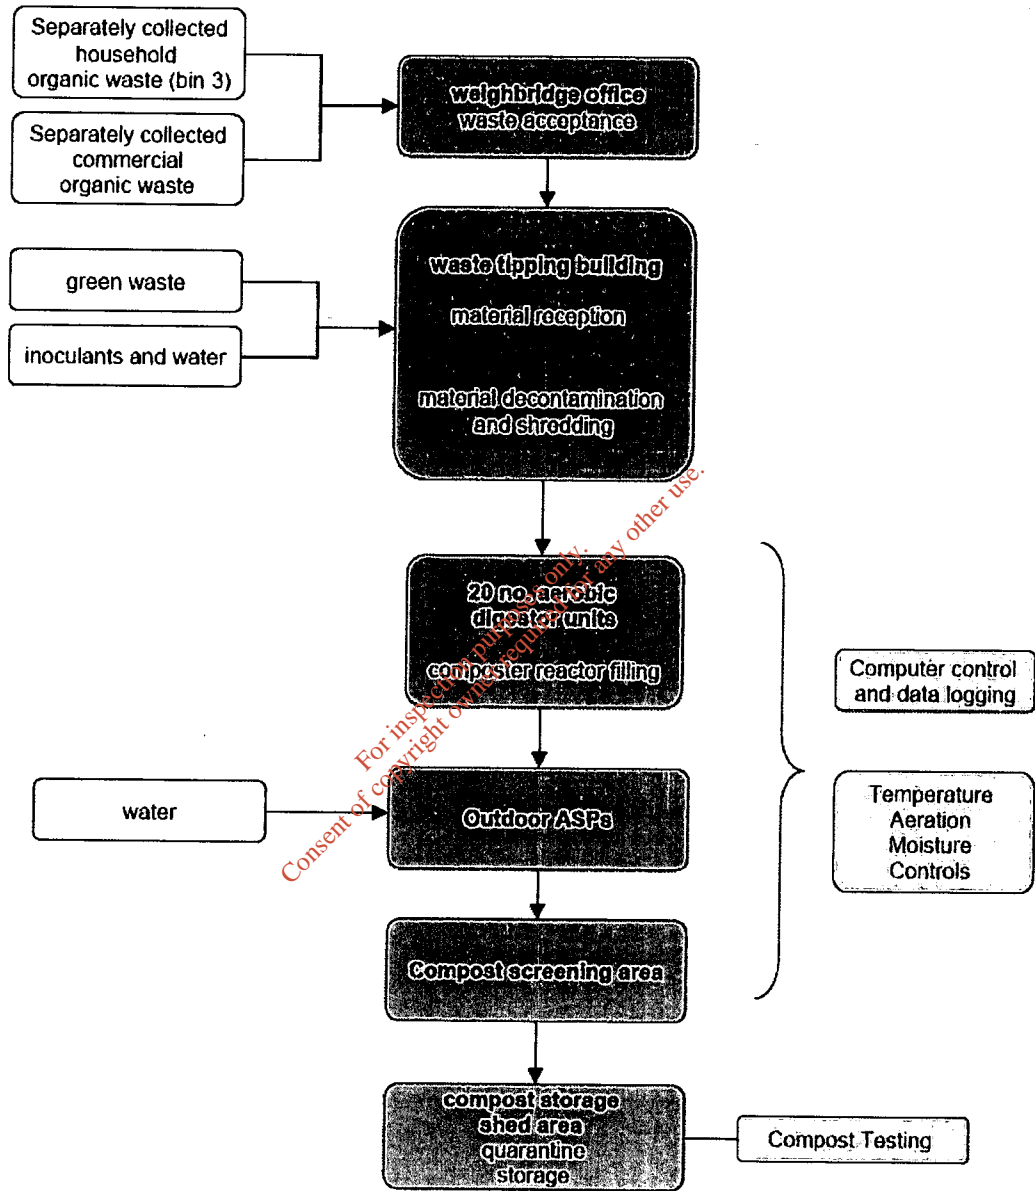 Separately collected
household
organic waste (bin 3)
Separately collected
commercial
organic waste
weighbridge office
waste acceptance
green waste
inoculants and water
waste tipping building
material reception
material decontamination
and shredding
20 no. aerobic
digestor units
composter reactor filling
Computer control
and data logging
Temperature
Aeration
Moisture
Controls
water
Outdoor ASPs
Compost screening area
compost storage
shed area
quarantine
storage
Compost Testing
For inspection purposes only.
Consent of copyright owner required for any other use.